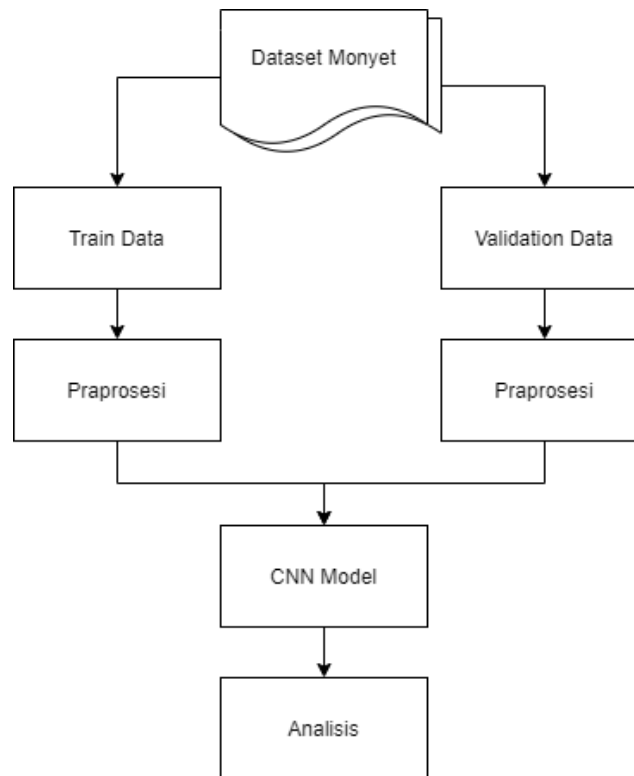 Dataset Monyet
Train Data
Validation Data
Praprosesi
Praprosesi
CNN Model
Analisis